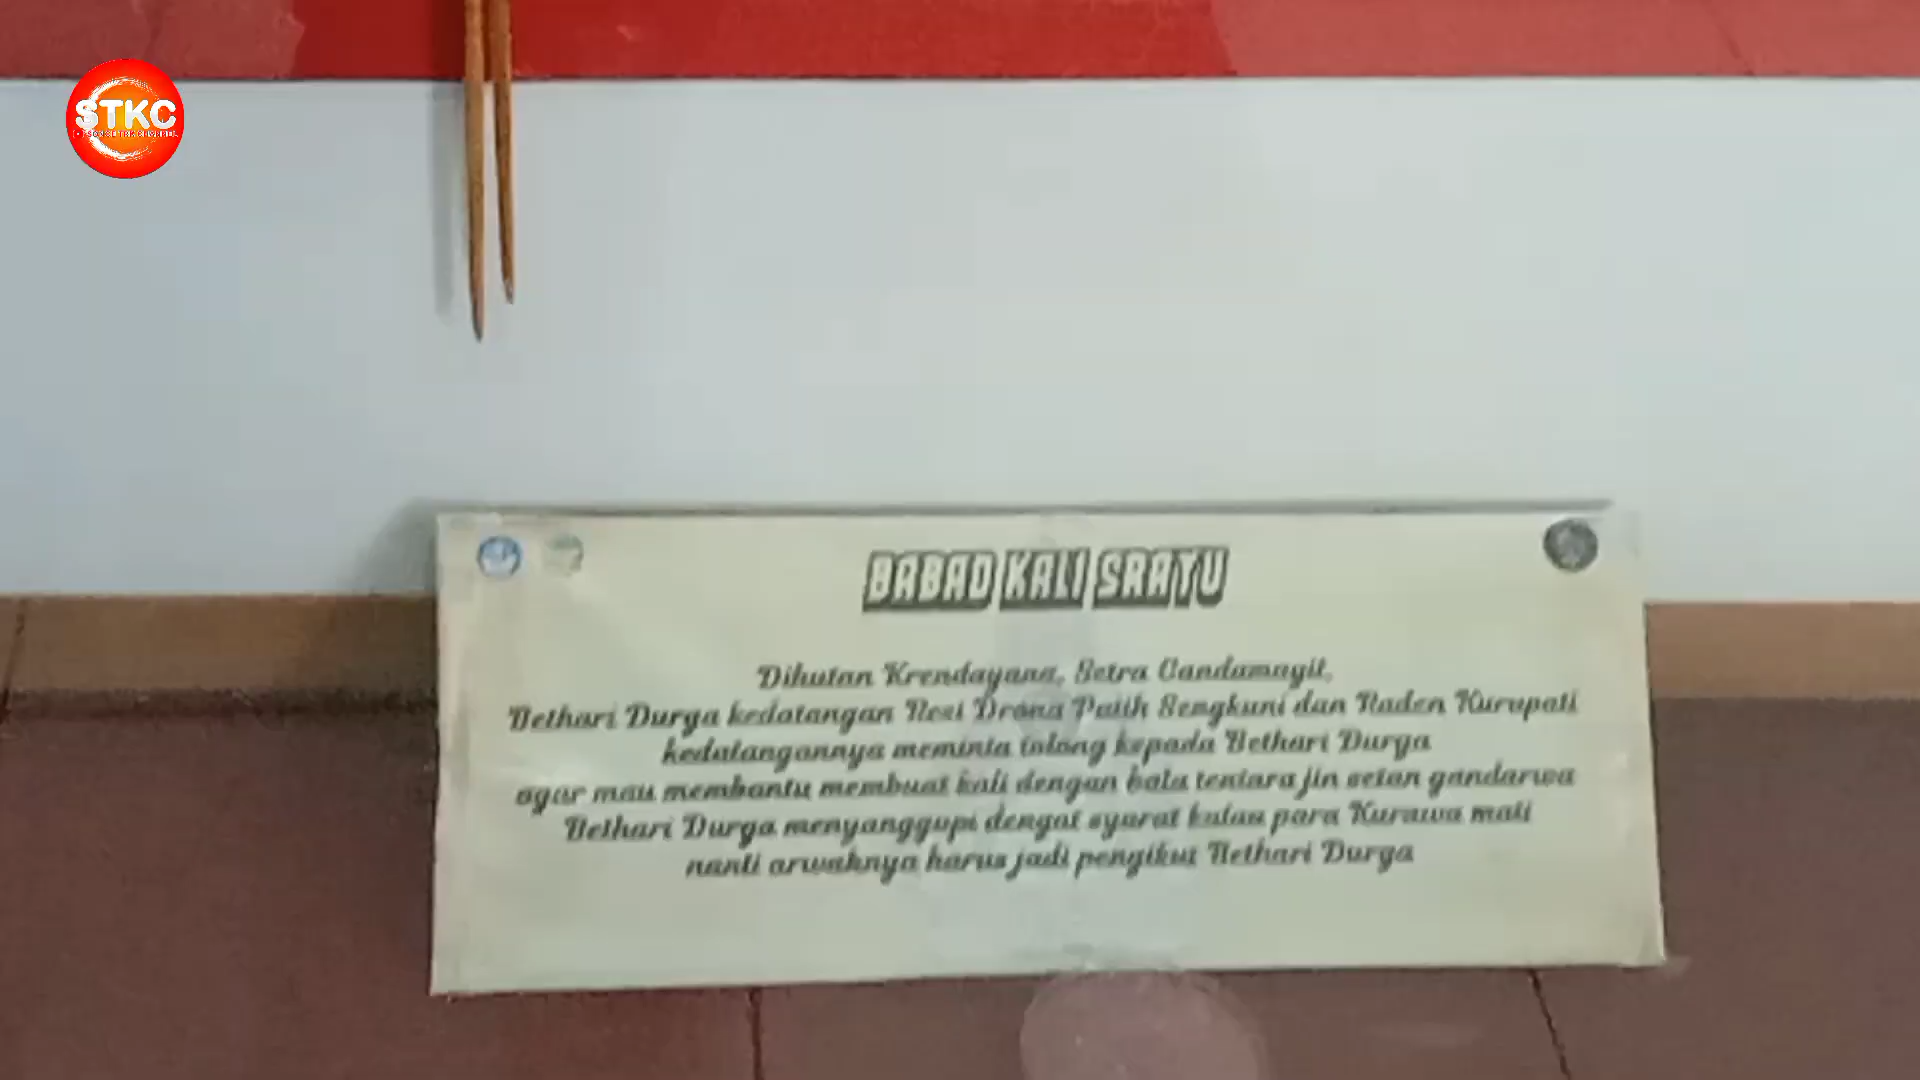 STKC
BABAD KALI SRATU
Dihutan Krendayana, Setra Gandamayit,
Bethari Durga kedatangan Resi Drona Patih Sengkuni dan Raden Kurupati
kedatangannya meminta tolong kepada Bethari Durga
agar mau membantu membuat kali dengan bala tentara jin setan gandarwa
Bethari Durga menyanggupi dengat syarat kalau para Kurawa mati
nanti arwahnya harus jadi pengikut Bethari Durga